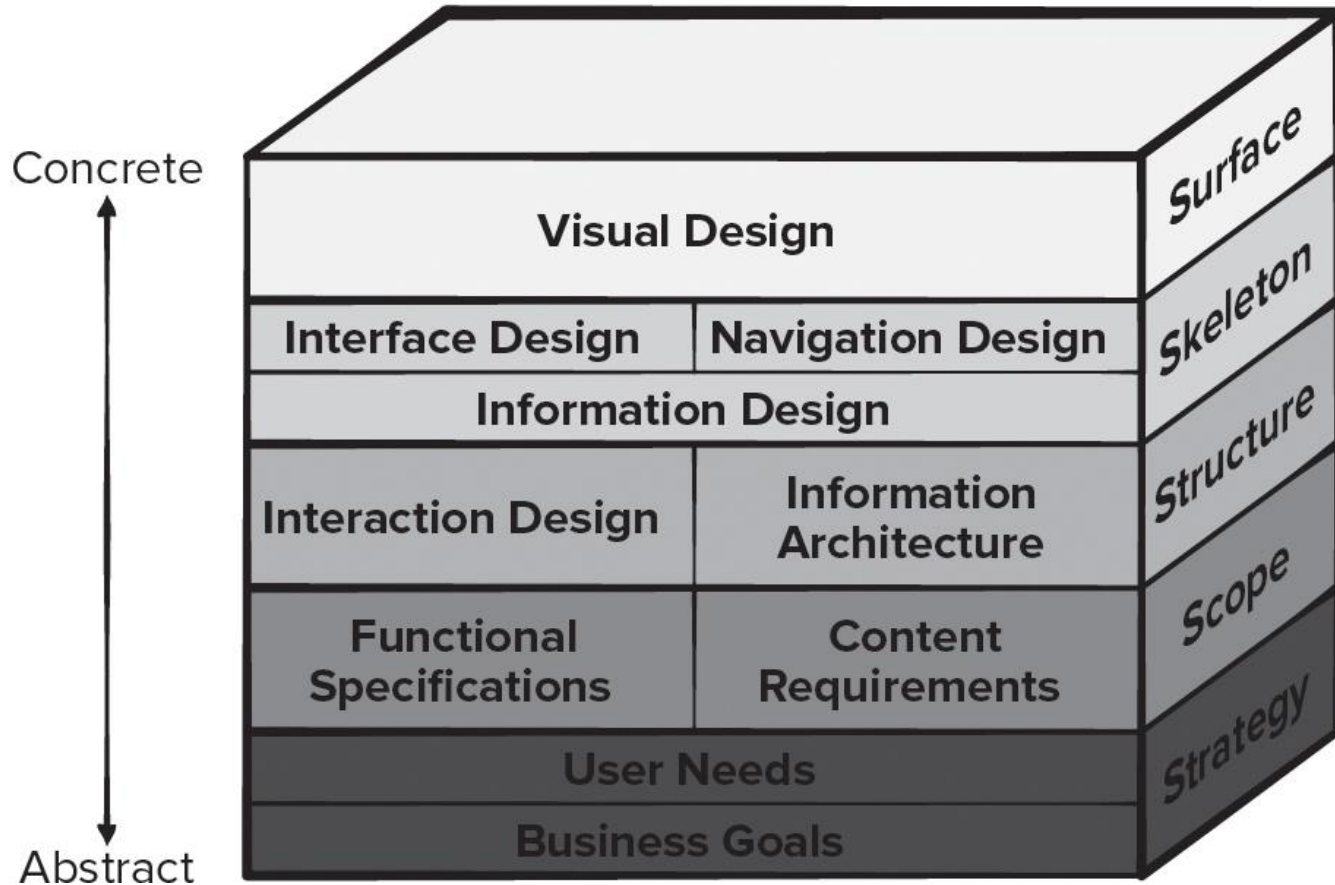 Concrete
Visual Design
Surface
Interface Design
Navigation Design
Skeleton
Information Design
Interaction Design
Information
Architecture
Structure
Functional
Specifications
Content
Requirements
Scope
User Needs
Business Goals
Strategy
Abstract